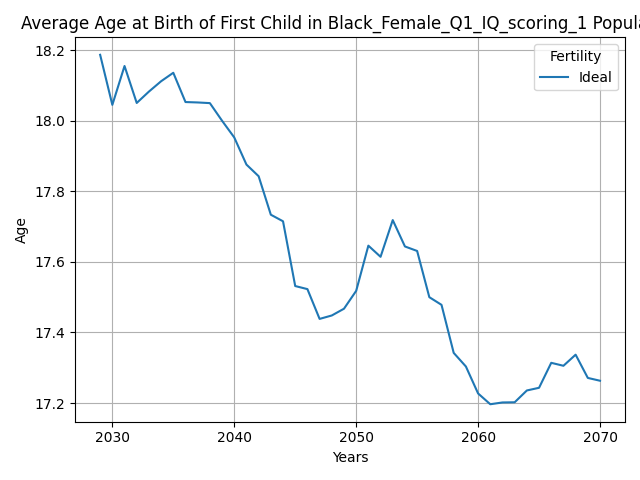 Average Age at Birth of First Child in Black_Female_Q1_IQ_scoring_1 Popula
Fertility
Ideal
18.2
18.0
17.8
17.6
17.4
17.2
Age
2030 2040 2050 2060 2070
Years